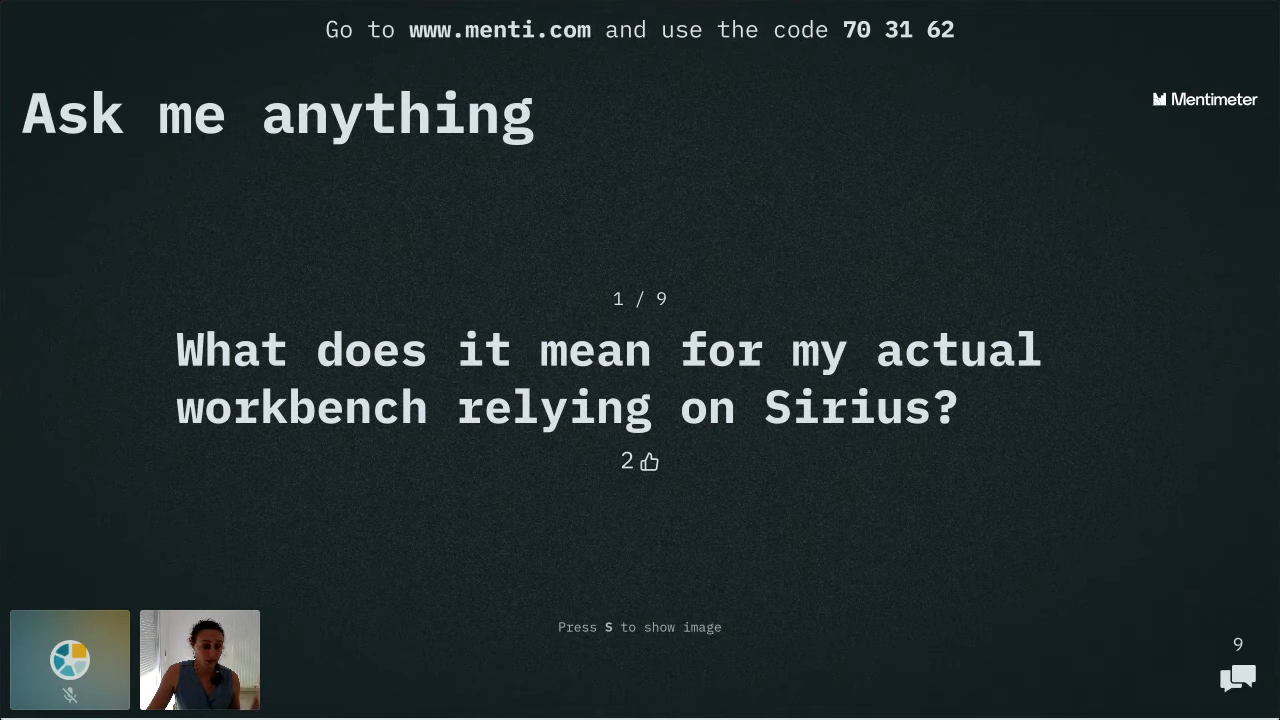 Go to www.menti.com and use the code 70 31 62
Ask me anything
Mentimeter
1 / 9
What does it mean for my actual
workbench relying on Sirius?
2
Press S to show image
9